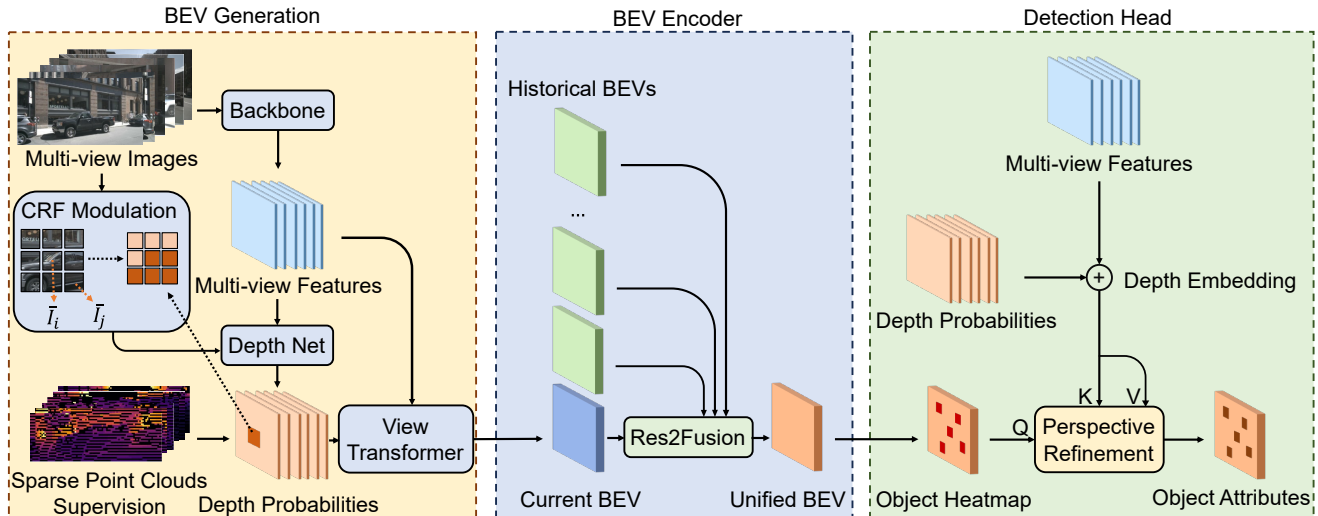 BEV Generation
Backbone
Multi-view Images
CRF Modulation
Ī_i
Ī_j
Multi-view Features
Depth Net
View
Transformer
Sparse Point Clouds
Supervision
Depth Probabilities
BEV Encoder
Historical BEVs
...
Res2Fusion
Current BEV
Unified BEV
Detection Head
Multi-view Features
+
Depth Embedding
Depth Probabilities
K
V
Q
Perspective
Refinement
Object Heatmap
Object Attributes